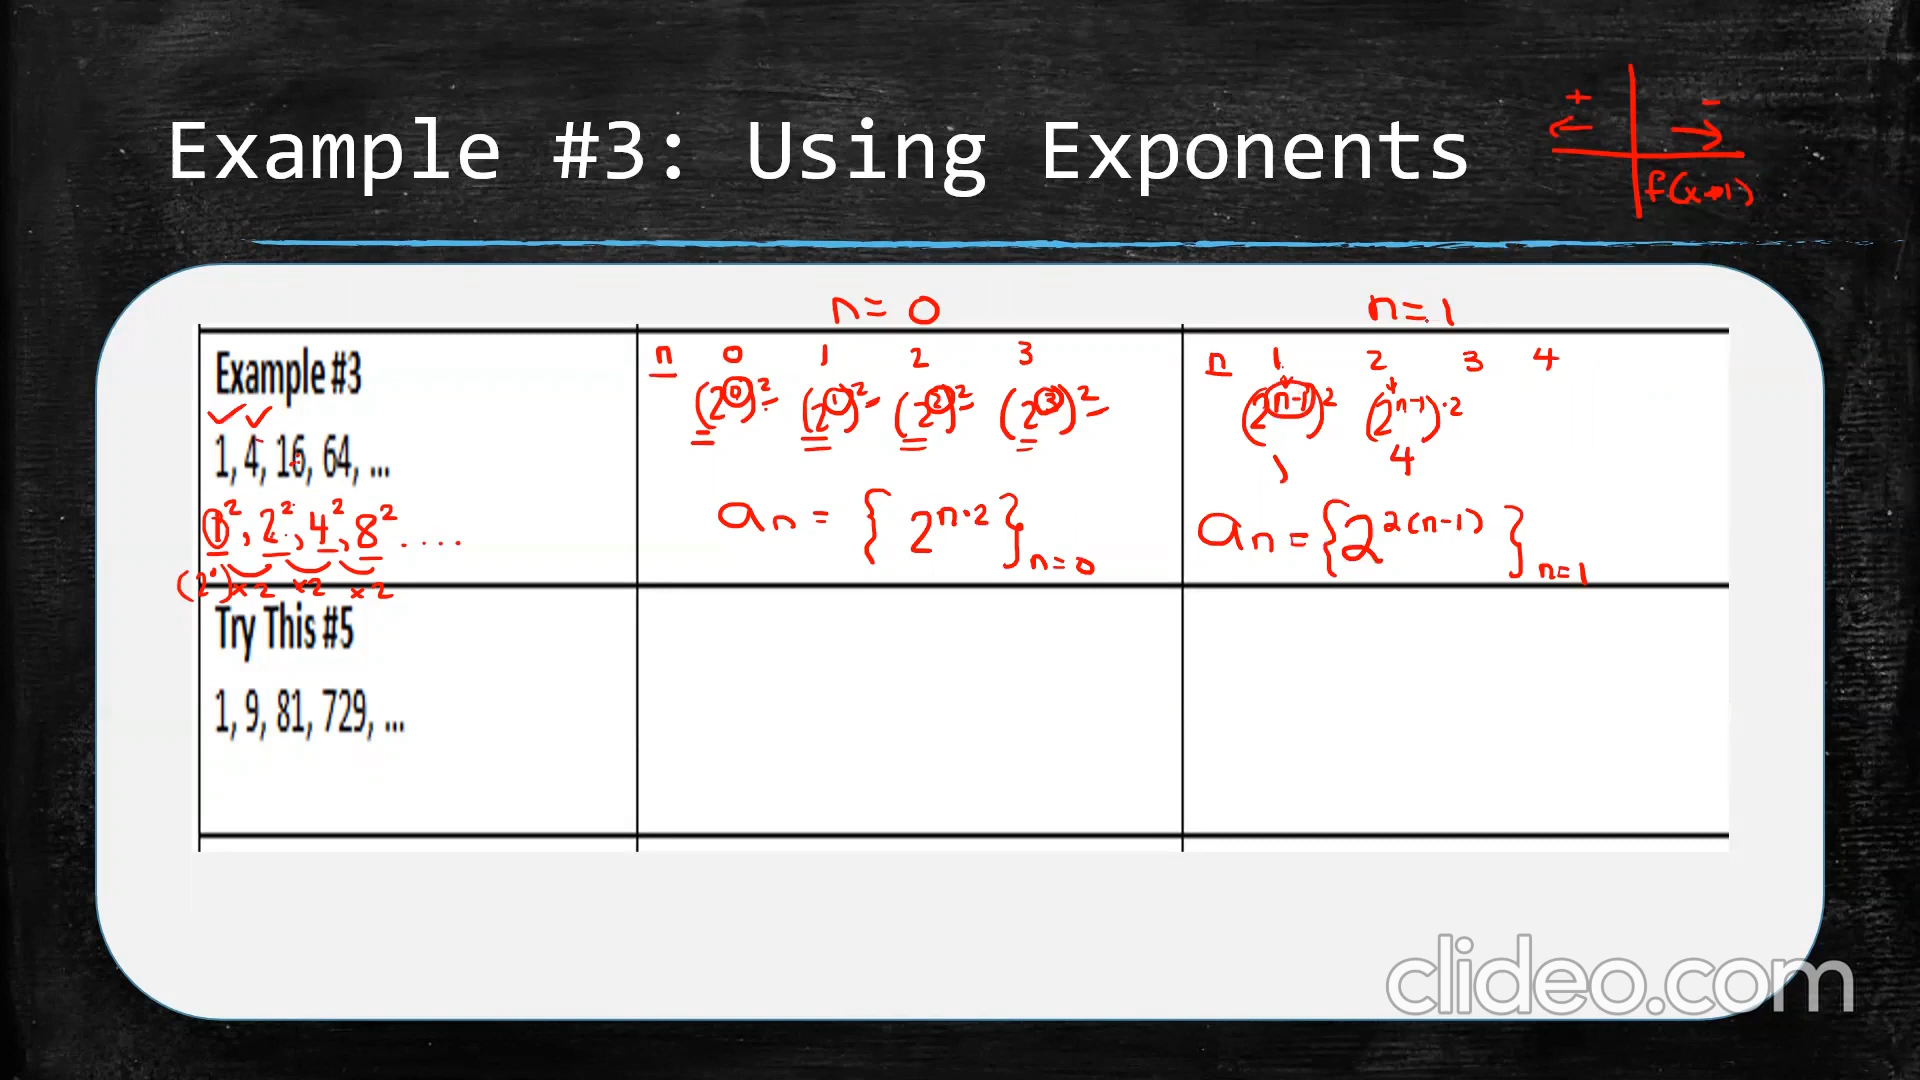 Example #3: Using Exponents
+ -
f(x-1)
n = 0
n = 1
Example #3
1, 4, 16, 64, ...
1², 2², 4², 8² ....
(2⁰) ×2 ×2 ×2
n 0 1 2 3
(2⁰)² (2¹)² (2²)² (2³)²
aₙ = { 2^(n·2) }ₙ₌₀
n 1 2 3 4
(2^(n-1))² (2^(n-1))·²
1 4
aₙ = {2^(2(n-1))}ₙ₌₁
Try This #5
1, 9, 81, 729, ...
clideo.com